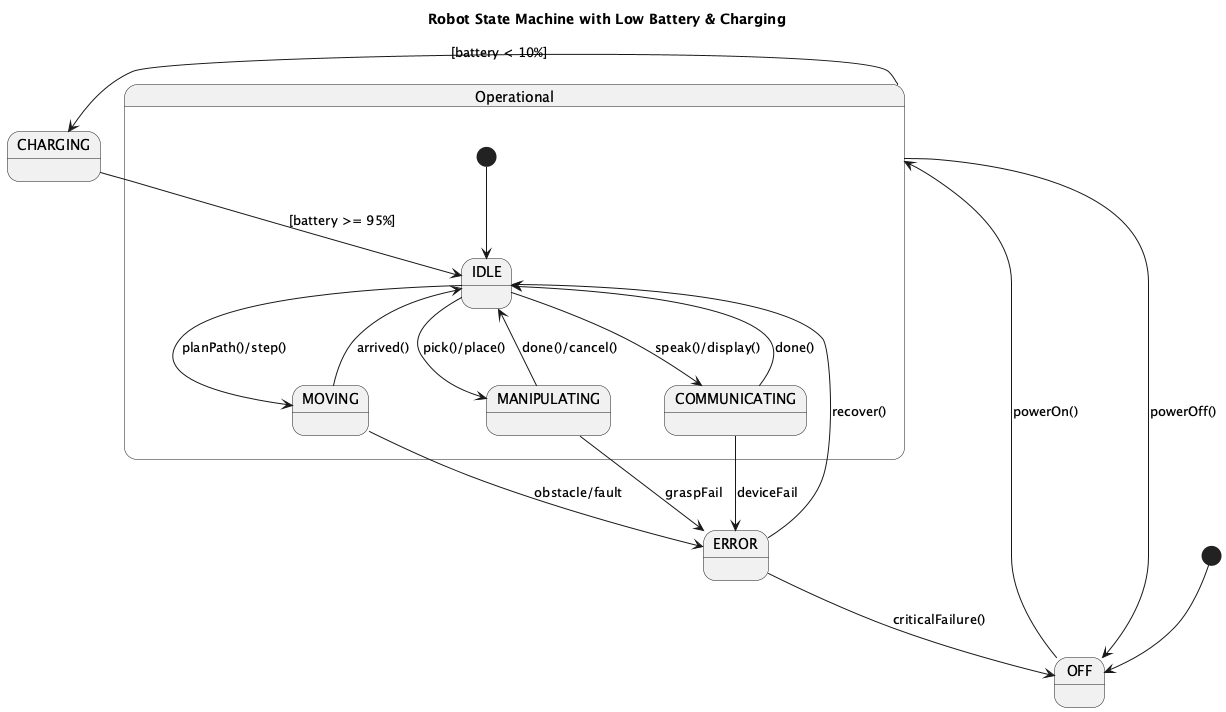 Robot State Machine with Low Battery & Charging
[battery < 10%]
Operational
CHARGING
[battery >= 95%]
IDLE
planPath()/step()
arrived()
pick()/place()
done()/cancel()
speak()/display()
done()
MOVING
MANIPULATING
COMMUNICATING
recover()
powerOn()
powerOff()
obstacle/fault
graspFail
deviceFail
ERROR
criticalFailure()
OFF